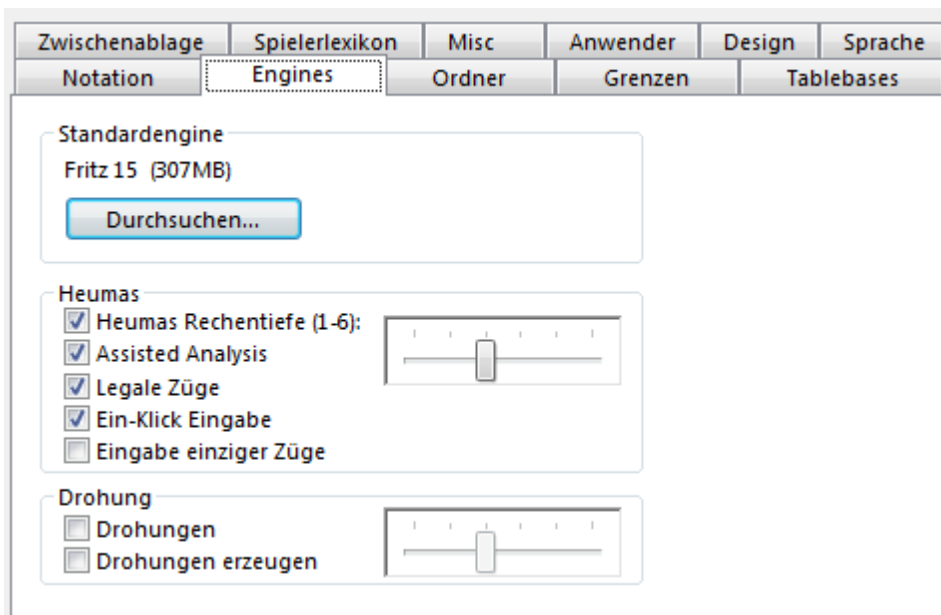 Zwischenablage Spielerlexikon Misc Anwender Design Sprache
Notation Engines Ordner Grenzen Tablebases
Standardengine
Fritz 15 (307MB)
Durchsuchen...
Heumas
Heumas Rechentiefe (1-6):
Assisted Analysis
Legale Züge
Ein-Klick Eingabe
Eingabe einziger Züge
Drohung
Drohungen
Drohungen erzeugen